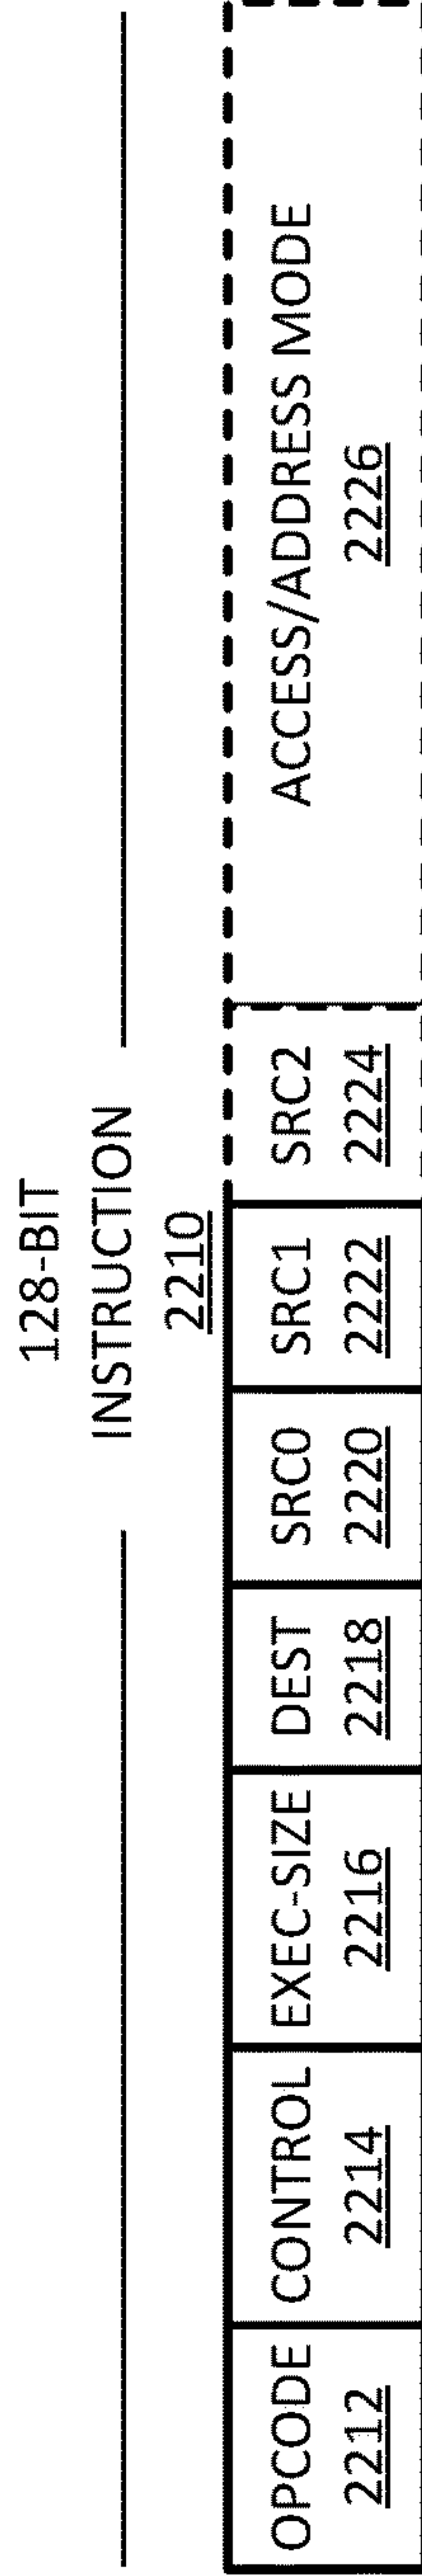 128-BIT
INSTRUCTION
2210
OPCODE
2212
CONTROL
2214
EXEC-SIZE
2216
DEST
2218
SRC0
2220
SRC1
2222
SRC2
2224
ACCESS/ADDRESS MODE
2226